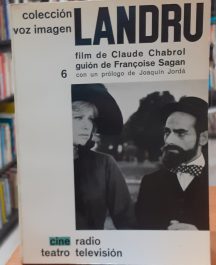 colección
voz imagen
LANDRU
film de Claude Chabrol
guión de Françoise Sagan
6 con un prólogo de Joaquín Jordá
cine radio
teatro televisión